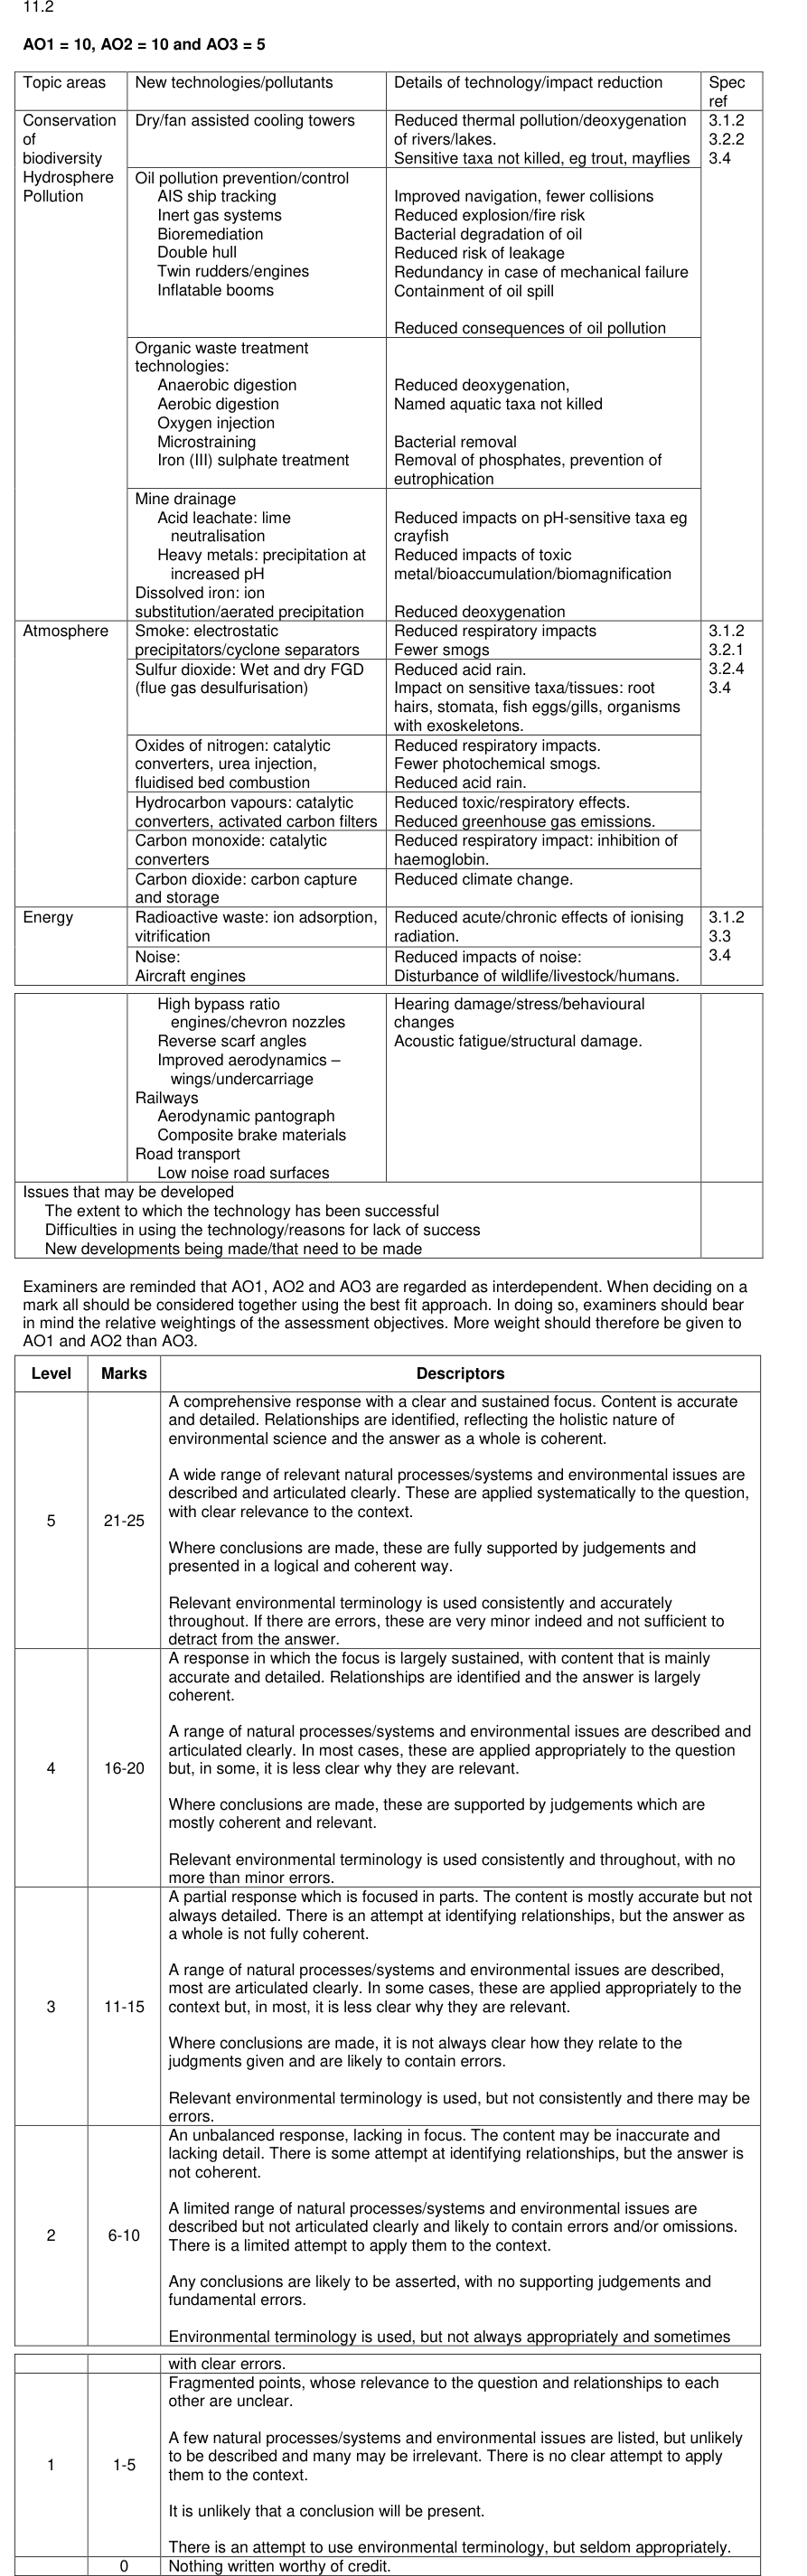 11.2
AO1 = 10, AO2 = 10 and AO3 = 5
Topic areas
New technologies/pollutants
Details of technology/impact reduction
Spec
ref
Conservation
of
biodiversity
Hydrosphere
Pollution
Dry/fan assisted cooling towers
Reduced thermal pollution/deoxygenation
of rivers/lakes.
Sensitive taxa not killed, eg trout, mayflies
3.1.2
3.2.2
3.4
Oil pollution prevention/control
AIS ship tracking
Inert gas systems
Bioremediation
Double hull
Twin rudders/engines
Inflatable booms
Improved navigation, fewer collisions
Reduced explosion/fire risk
Bacterial degradation of oil
Reduced risk of leakage
Redundancy in case of mechanical failure
Containment of oil spill
Reduced consequences of oil pollution
Organic waste treatment
technologies:
Anaerobic digestion
Aerobic digestion
Oxygen injection
Microstraining
Iron (III) sulphate treatment
Reduced deoxygenation,
Named aquatic taxa not killed
Bacterial removal
Removal of phosphates, prevention of
eutrophication
Mine drainage
Acid leachate: lime
neutralisation
Heavy metals: precipitation at
increased pH
Dissolved iron: ion
substitution/aerated precipitation
Reduced impacts on pH-sensitive taxa eg
crayfish
Reduced impacts of toxic
metal/bioaccumulation/biomagnification
Reduced deoxygenation
Atmosphere
Smoke: electrostatic
precipitators/cyclone separators
Reduced respiratory impacts
Fewer smogs
3.1.2
3.2.1
3.2.4
3.4
Sulfur dioxide: Wet and dry FGD
(flue gas desulfurisation)
Reduced acid rain.
Impact on sensitive taxa/tissues: root
hairs, stomata, fish eggs/gills, organisms
with exoskeletons.
Oxides of nitrogen: catalytic
converters, urea injection,
fluidised bed combustion
Reduced respiratory impacts.
Fewer photochemical smogs.
Reduced acid rain.
Hydrocarbon vapours: catalytic
converters, activated carbon filters
Reduced toxic/respiratory effects.
Reduced greenhouse gas emissions.
Carbon monoxide: catalytic
converters
Reduced respiratory impact: inhibition of
haemoglobin.
Carbon dioxide: carbon capture
and storage
Reduced climate change.
Energy
Radioactive waste: ion adsorption,
vitrification
Reduced acute/chronic effects of ionising
radiation.
3.1.2
3.3
3.4
Noise:
Aircraft engines
Reduced impacts of noise:
Disturbance of wildlife/livestock/humans.
High bypass ratio
engines/chevron nozzles
Reverse scarf angles
Improved aerodynamics –
wings/undercarriage
Railways
Aerodynamic pantograph
Composite brake materials
Road transport
Low noise road surfaces
Hearing damage/stress/behavioural
changes
Acoustic fatigue/structural damage.
Issues that may be developed
The extent to which the technology has been successful
Difficulties in using the technology/reasons for lack of success
New developments being made/that need to be made
Examiners are reminded that AO1, AO2 and AO3 are regarded as interdependent. When deciding on a
mark all should be considered together using the best fit approach. In doing so, examiners should bear
in mind the relative weightings of the assessment objectives. More weight should therefore be given to
AO1 and AO2 than AO3.
Level
Marks
Descriptors
5
21-25
A comprehensive response with a clear and sustained focus. Content is accurate
and detailed. Relationships are identified, reflecting the holistic nature of
environmental science and the answer as a whole is coherent.
A wide range of relevant natural processes/systems and environmental issues are
described and articulated clearly. These are applied systematically to the question,
with clear relevance to the context.
Where conclusions are made, these are fully supported by judgements and
presented in a logical and coherent way.
Relevant environmental terminology is used consistently and accurately
throughout. If there are errors, these are very minor indeed and not sufficient to
detract from the answer.
4
16-20
A response in which the focus is largely sustained, with content that is mainly
accurate and detailed. Relationships are identified and the answer is largely
coherent.
A range of natural processes/systems and environmental issues are described and
articulated clearly. In most cases, these are applied appropriately to the question
but, in some, it is less clear why they are relevant.
Where conclusions are made, these are supported by judgements which are
mostly coherent and relevant.
Relevant environmental terminology is used consistently and throughout, with no
more than minor errors.
3
11-15
A partial response which is focused in parts. The content is mostly accurate but not
always detailed. There is an attempt at identifying relationships, but the answer as
a whole is not fully coherent.
A range of natural processes/systems and environmental issues are described,
most are articulated clearly. In some cases, these are applied appropriately to the
context but, in most, it is less clear why they are relevant.
Where conclusions are made, it is not always clear how they relate to the
judgments given and are likely to contain errors.
Relevant environmental terminology is used, but not consistently and there may be
errors.
2
6-10
An unbalanced response, lacking in focus. The content may be inaccurate and
lacking detail. There is some attempt at identifying relationships, but the answer is
not coherent.
A limited range of natural processes/systems and environmental issues are
described but not articulated clearly and likely to contain errors and/or omissions.
There is a limited attempt to apply them to the context.
Any conclusions are likely to be asserted, with no supporting judgements and
fundamental errors.
Environmental terminology is used, but not always appropriately and sometimes
with clear errors.
1
1-5
Fragmented points, whose relevance to the question and relationships to each
other are unclear.
A few natural processes/systems and environmental issues are listed, but unlikely
to be described and many may be irrelevant. There is no clear attempt to apply
them to the context.
It is unlikely that a conclusion will be present.
There is an attempt to use environmental terminology, but seldom appropriately.
0
Nothing written worthy of credit.